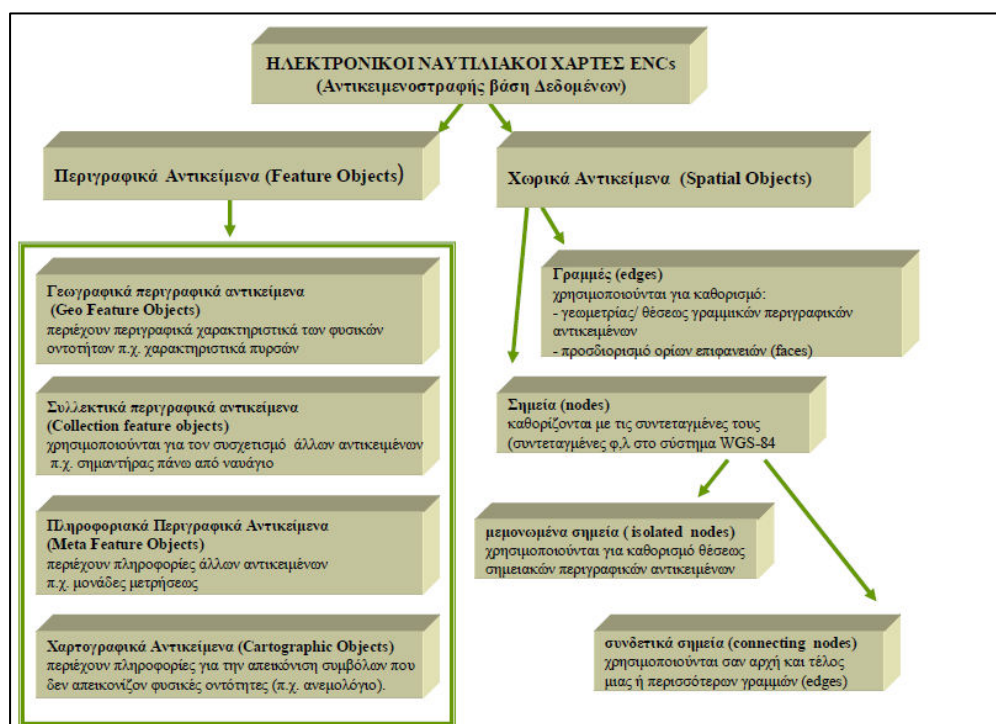 ΗΛΕΚΤΡΟΝΙΚΟΙ ΝΑΥΤΙΛΙΑΚΟΙ ΧΑΡΤΕΣ ENCs
(Αντικειμενοστραφής βάση Δεδομένων)
Περιγραφικά Αντικείμενα (Feature Objects)
Χωρικά Αντικείμενα (Spatial Objects)
Γεωγραφικά περιγραφικά αντικείμενα
(Geo Feature Objects)
περιέχουν περιγραφικά χαρακτηριστικά των φυσικών
οντοτήτων π.χ. χαρακτηριστικά πυρσών
Συλλεκτικά περιγραφικά αντικείμενα
(Collection feature objects)
χρησιμοποιούνται για τον συσχετισμό άλλων αντικειμένων
π.χ. σημαντήρας πάνω από ναυάγιο
Πληροφοριακά Περιγραφικά Αντικείμενα
(Meta Feature Objects)
περιέχουν πληροφορίες άλλων αντικειμένων
π.χ. μονάδες μετρήσεως
Χαρτογραφικά Αντικείμενα (Cartographic Objects)
περιέχουν πληροφορίες για την απεικόνιση συμβόλων που
δεν απεικονίζον φυσικές οντότητες (π.χ. ανεμολόγιο).
Γραμμές (edges)
χρησιμοποιούνται για καθορισμό:
- γεωμετρίας/ θέσεως γραμμικών περιγραφικών
αντικειμένων
- προσδιορισμό ορίων επιφανειών (faces)
Σημεία (nodes)
καθορίζονται με τις συντεταγμένες τους
(συντεταγμένες φ,λ στο σύστημα WGS-84
μεμονωμένα σημεία ( isolated nodes)
χρησιμοποιούνται για καθορισμό θέσεως
σημειακών περιγραφικών αντικειμένων
συνδετικά σημεία (connecting nodes)
χρησιμοποιούνται σαν αρχή και τέλος
μιας ή περισσότερων γραμμών (edges)